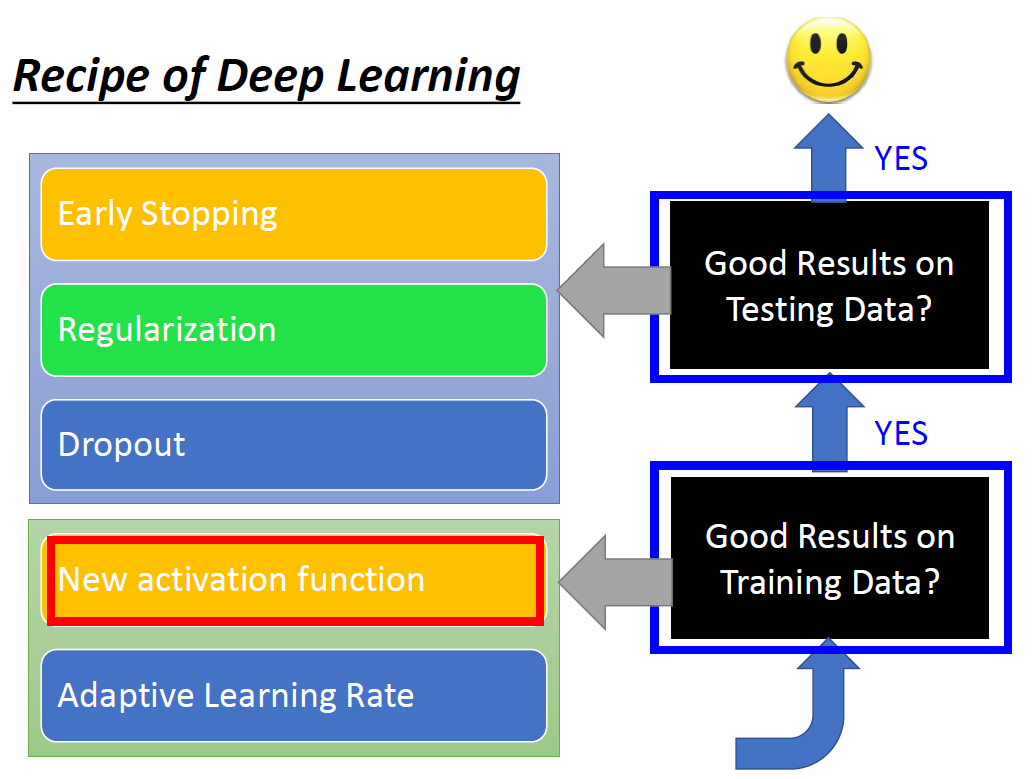 Recipe of Deep Learning
YES
Early Stopping
Good Results on
Testing Data?
Regularization
YES
Dropout
New activation function
Good Results on
Training Data?
Adaptive Learning Rate